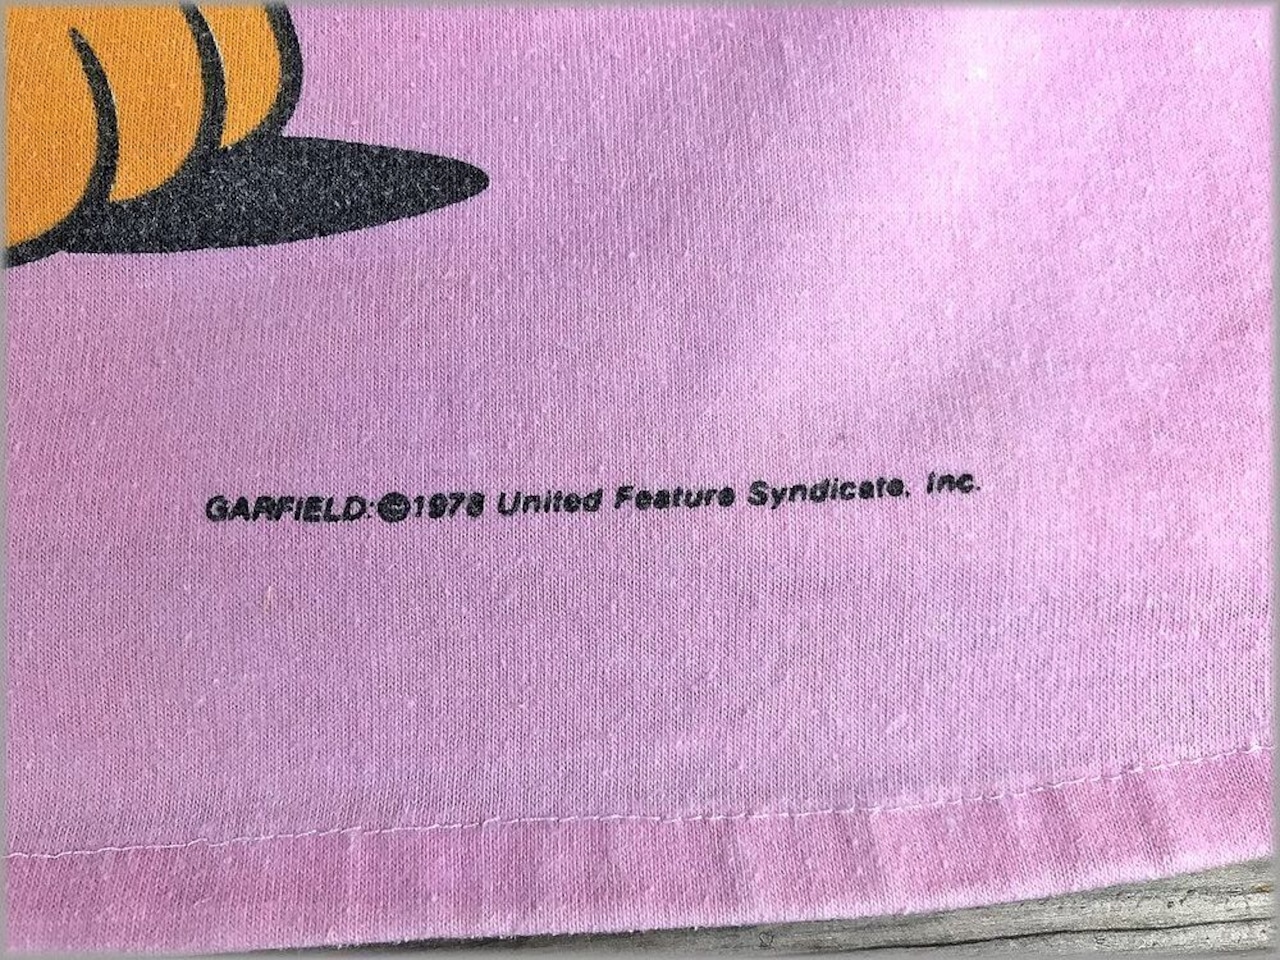 GARFIELD:©1978 United Feature Syndicate, Inc.